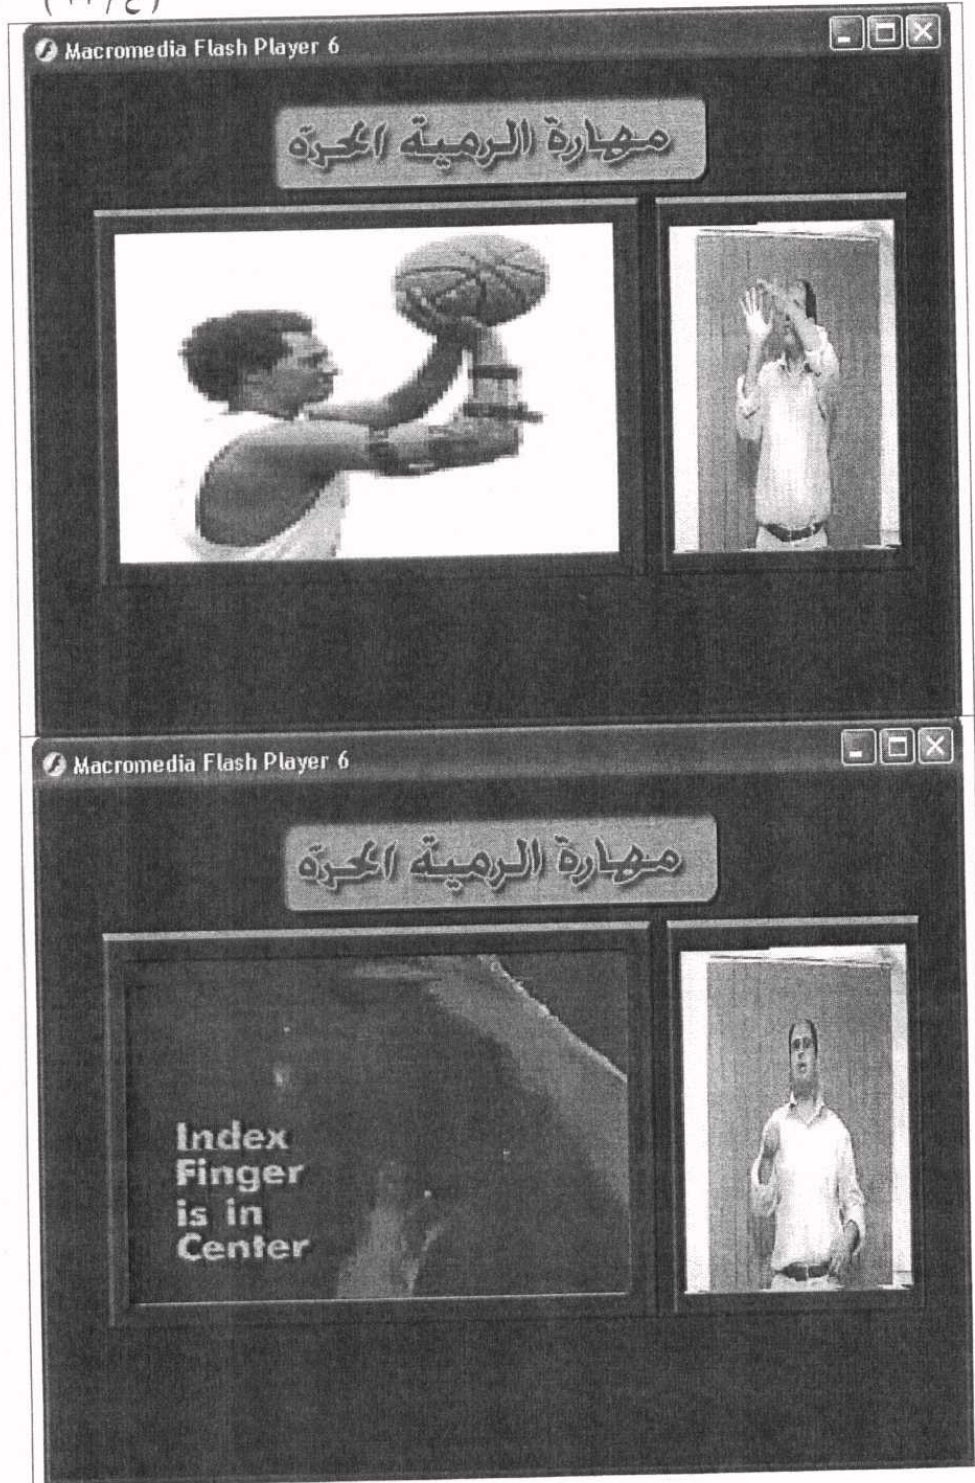 Macromedia Flash Player 6
مهارة الرمية الحرة
Macromedia Flash Player 6
مهارة الرمية الحرة
Index
Finger
is in
Center